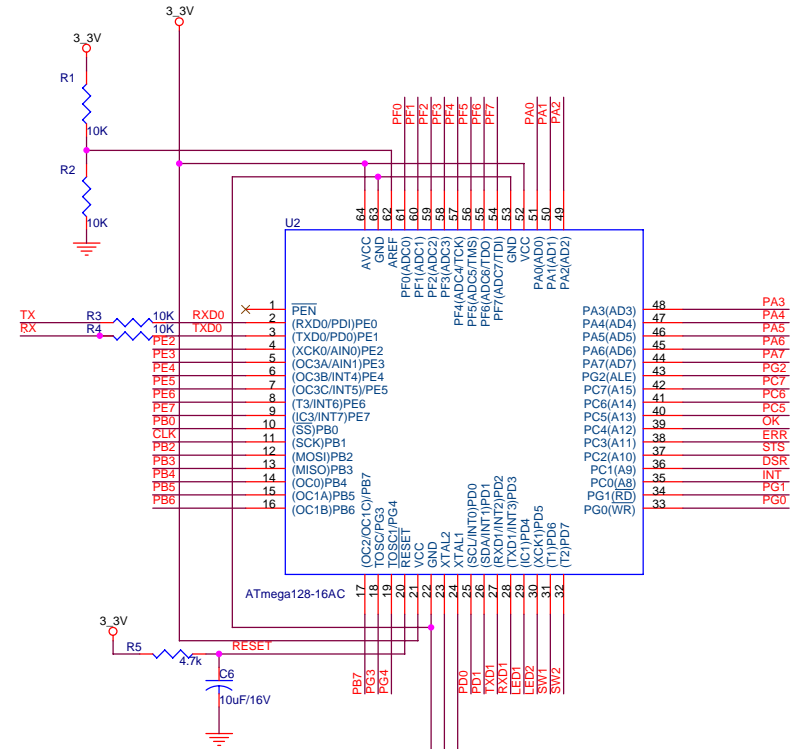 3_3V
3_3V
R1
10K
R2
10K
PF0
PF1
PF2
PF3
PF4
PF5
PF6
PF7
PA0
PA1
PA2
64
63
62
61
60
59
58
57
56
55
54
53
52
51
50
49
U2
AVCC
GND
AREF
PF0(ADC0)
PF1(ADC1)
PF2(ADC2)
PF3(ADC3)
PF4(ADC4/TCK)
PF5(ADC5/TMS)
PF6(ADC6/TDO)
PF7(ADC7/TDI)
GND
VCC
PA0(AD0)
PA1(AD1)
PA2(AD2)
TX R3 10K RXD0
RX R4 10K TXD0
1 PEN
2 (RXD0/PDI)PE0
3 (TXD0/PD0)PE1
PE2 4 (XCK0/AIN0)PE2
PE3 5 (OC3A/AIN1)PE3
PE4 6 (OC3B/INT4)PE4
PE5 7 (OC3C/INT5)/PE5
PE6 8 (T3/INT6)PE6
PE7 9 (IC3/INT7)PE7
PB0 10 (SS)PB0
CLK 11 (SCK)PB1
PB2 12 (MOSI)PB2
PB3 13 (MISO)PB3
PB4 14 (OC0)PB4
PB5 15 (OC1A)PB5
PB6 16 (OC1B)PB6
PA3(AD3) 48 PA3
PA4(AD4) 47 PA4
PA5(AD5) 46 PA5
PA6(AD6) 45 PA6
PA7(AD7) 44 PA7
PG2(ALE) 43 PG2
PC7(A15) 42 PC7
PC6(A14) 41 PC6
PC5(A13) 40 PC5
PC4(A12) 39 OK
PC3(A11) 38 ERR
PC2(A10) 37 STS
PC1(A9) 36 DSR
PC0(A8) 35 INT
PG1(RD) 34 PG1
PG0(WR) 33 PG0
(OC2/OC1C)/PB7
TOSC/PG3
TOSC1/PG4
RESET
VCC
GND
XTAL2
XTAL1
(SCL/INT0)PD0
(SDA/INT1)PD1
(RXD1/INT2)PD2
(TXD1/INT3)PD3
(IC1)PD4
(XCK1)PD5
(T1)PD6
(T2)PD7
ATmega128-16AC
17
18
19
20
21
22
23
24
25
26
27
28
29
30
31
32
3_3V
R5
4.7k
RESET
C6
10uF/16V
PB7
PG3
PG4
PD0
PD1
TXD1
RXD1
LED1
LED2
SW1
SW2